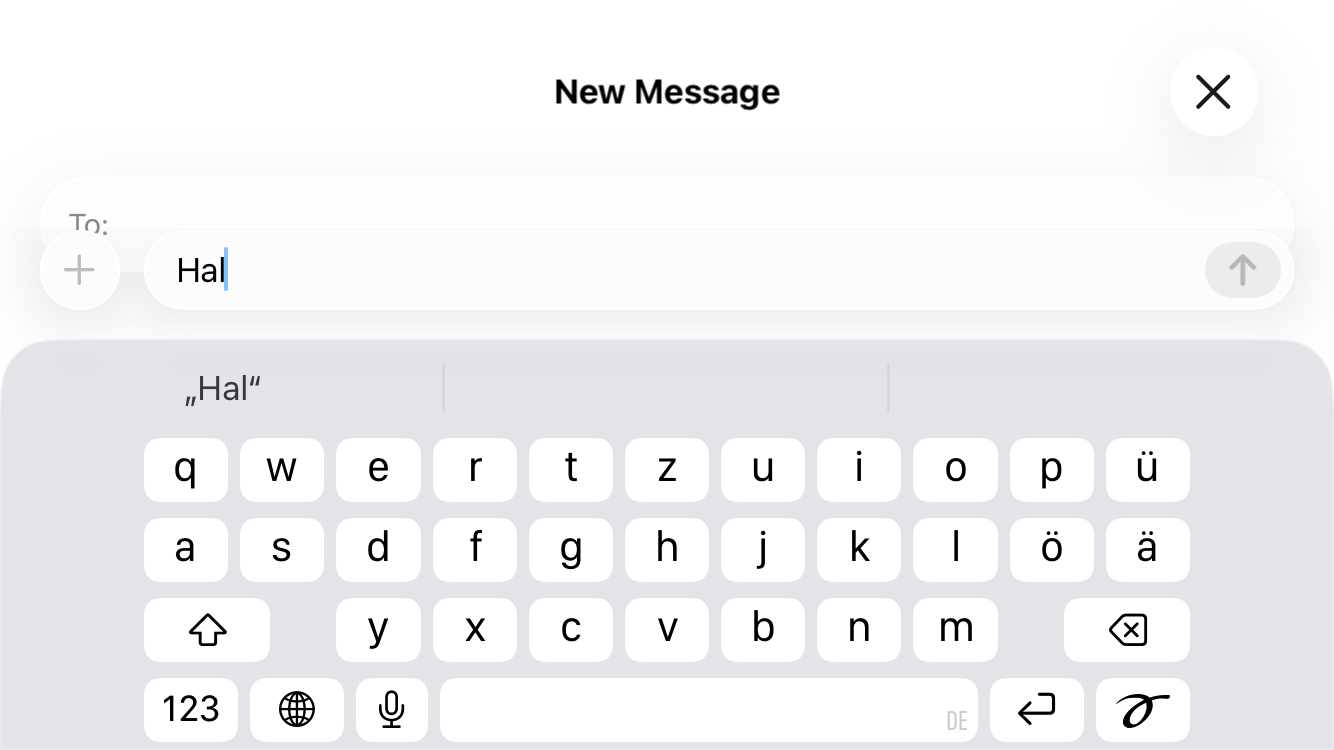 New Message
To:
Hal
„Hal“
q w e r t z u i o p ü
a s d f g h j k l ö ä
y x c v b n m
123 DE